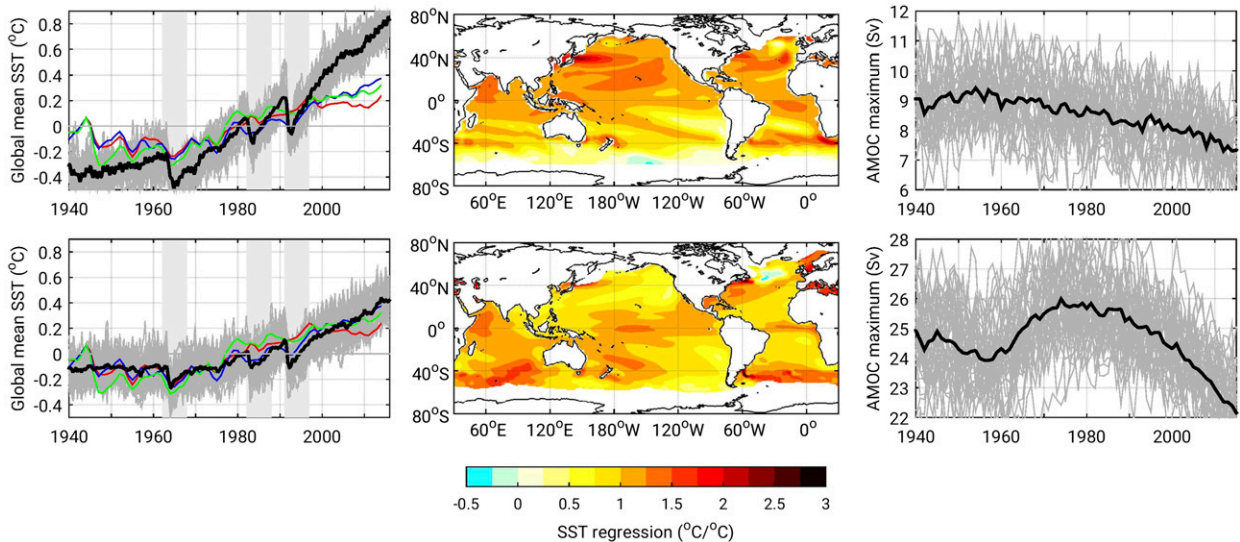 Global mean SST (°C)
0.8
0.6
0.4
0.2
0
-0.2
-0.4
1940 1960 1980 2000
80°N
40°N
0°
40°S
80°S
60°E 120°E 180°W 120°W 60°W 0°
AMOC maximum (Sv)
12
11
10
9
8
7
6
1940 1960 1980 2000
Global mean SST (°C)
0.8
0.6
0.4
0.2
0
-0.2
-0.4
1940 1960 1980 2000
80°N
40°N
0°
40°S
80°S
60°E 120°E 180°W 120°W 60°W 0°
AMOC maximum (Sv)
28
27
26
25
24
23
22
1940 1960 1980 2000
-0.5 0 0.5 1 1.5 2 2.5 3
SST regression (°C/°C)